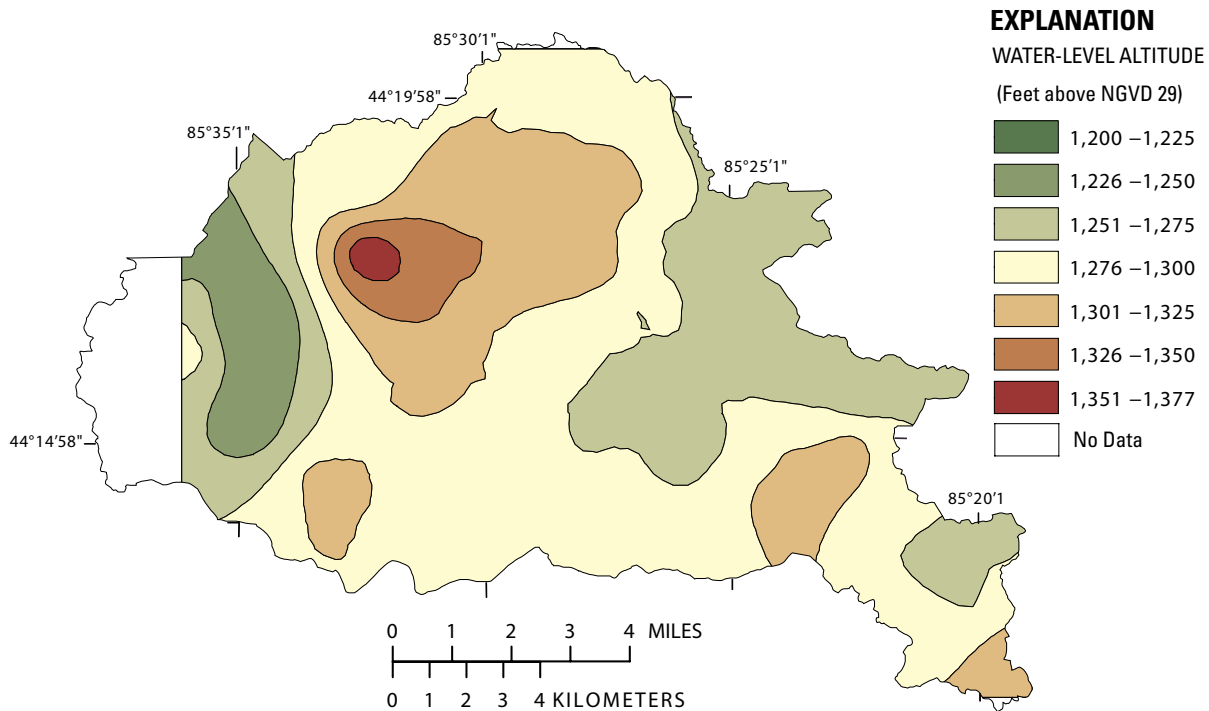 EXPLANATION
WATER-LEVEL ALTITUDE
(Feet above NGVD 29)
1,200 –1,225
1,226 –1,250
1,251 –1,275
1,276 –1,300
1,301 –1,325
1,326 –1,350
1,351 –1,377
No Data
85°30'1"
44°19'58"
85°35'1"
85°25'1"
44°14'58"
85°20'1
0 1 2 3 4 MILES
0 1 2 3 4 KILOMETERS